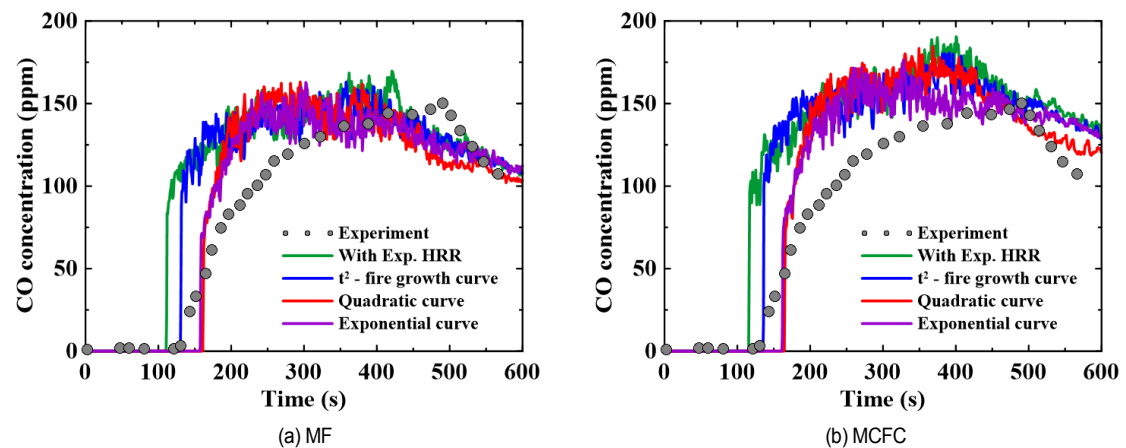 200
150
100
50
0
CO concentration (ppm)
Experiment
With Exp. HRR
t² - fire growth curve
Quadratic curve
Exponential curve
0 100 200 300 400 500 600
Time (s)
(a) MF
200
150
100
50
0
CO concentration (ppm)
Experiment
With Exp. HRR
t² - fire growth curve
Quadratic curve
Exponential curve
0 100 200 300 400 500 600
Time (s)
(b) MCFC